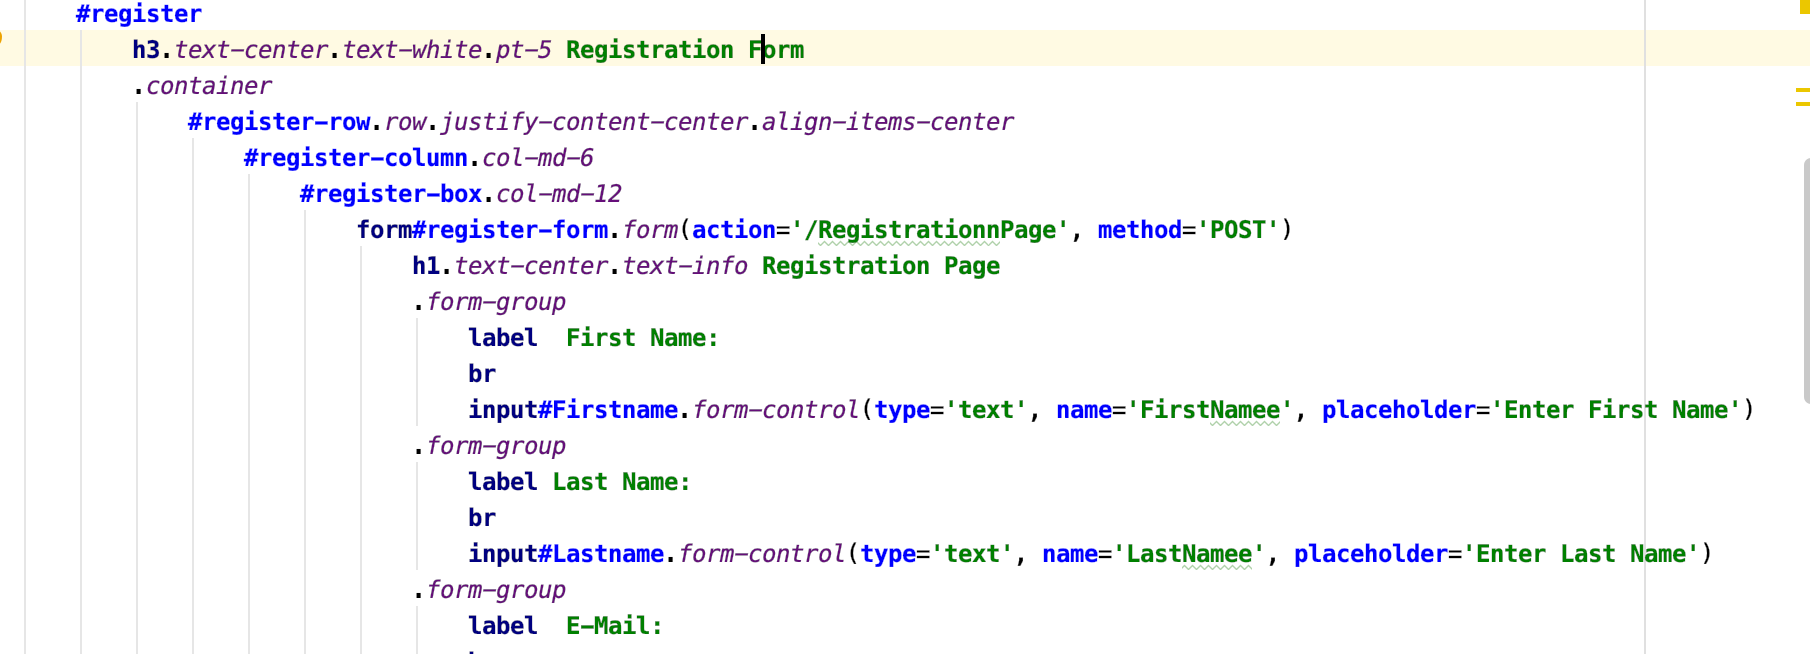 #register
h3.text-center.text-white.pt-5 Registration Form
.container
#register-row.row.justify-content-center.align-items-center
#register-column.col-md-6
#register-box.col-md-12
form#register-form.form(action='/RegistrationnPage', method='POST')
h1.text-center.text-info Registration Page
.form-group
label  First Name:
br
input#Firstname.form-control(type='text', name='FirstNamee', placeholder='Enter First Name')
.form-group
label Last Name:
br
input#Lastname.form-control(type='text', name='LastNamee', placeholder='Enter Last Name')
.form-group
label  E-Mail: